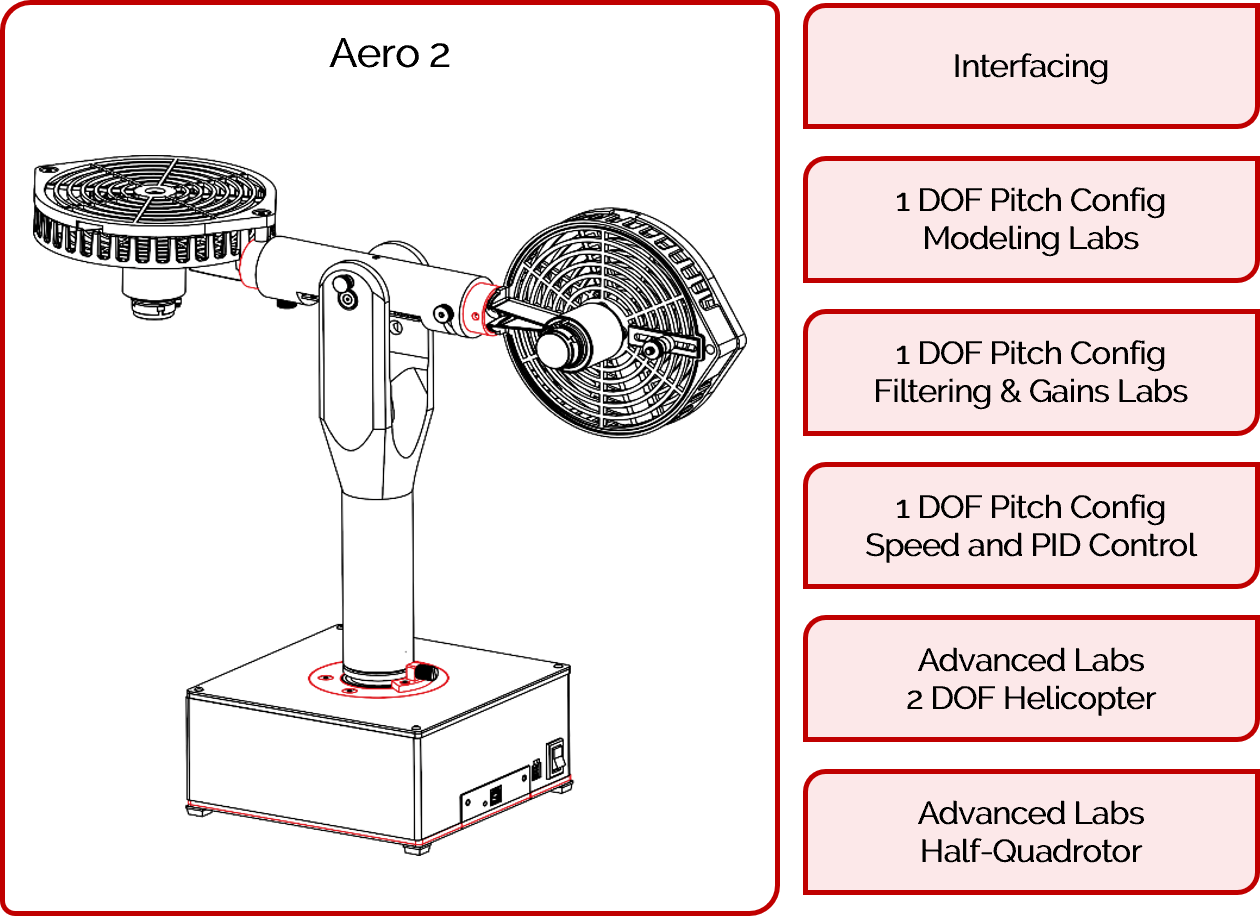 Aero 2
Interfacing
1 DOF Pitch Config
Modeling Labs
1 DOF Pitch Config
Filtering & Gains Labs
1 DOF Pitch Config
Speed and PID Control
Advanced Labs
2 DOF Helicopter
Advanced Labs
Half-Quadrotor